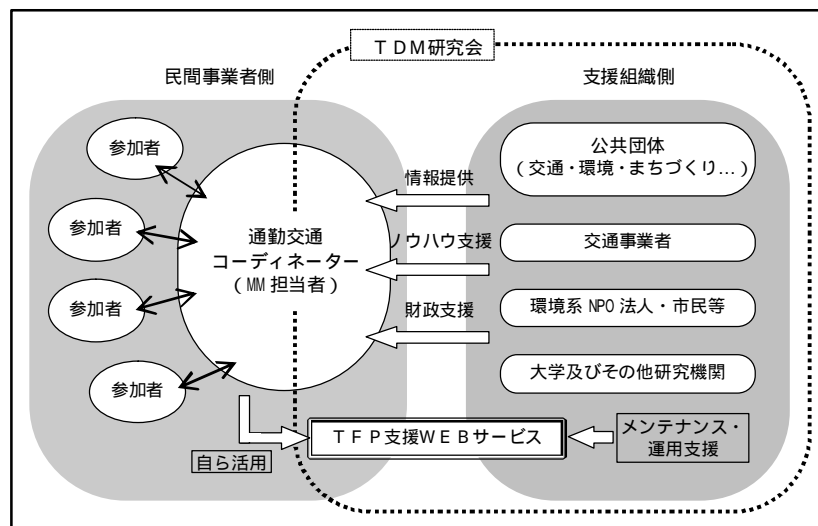 ＴＤＭ研究会
民間事業者側
支援組織側
参加者
参加者
参加者
参加者
通勤交通
コーディネーター
（ＭＭ担当者）
情報提供
ノウハウ支援
財政支援
公共団体
（交通・環境・まちづくり…）
交通事業者
環境系 NPO 法人・市民等
大学及びその他研究機関
ＴＦＰ支援ＷＥＢサービス
自ら活用
メンテナンス・
運用支援